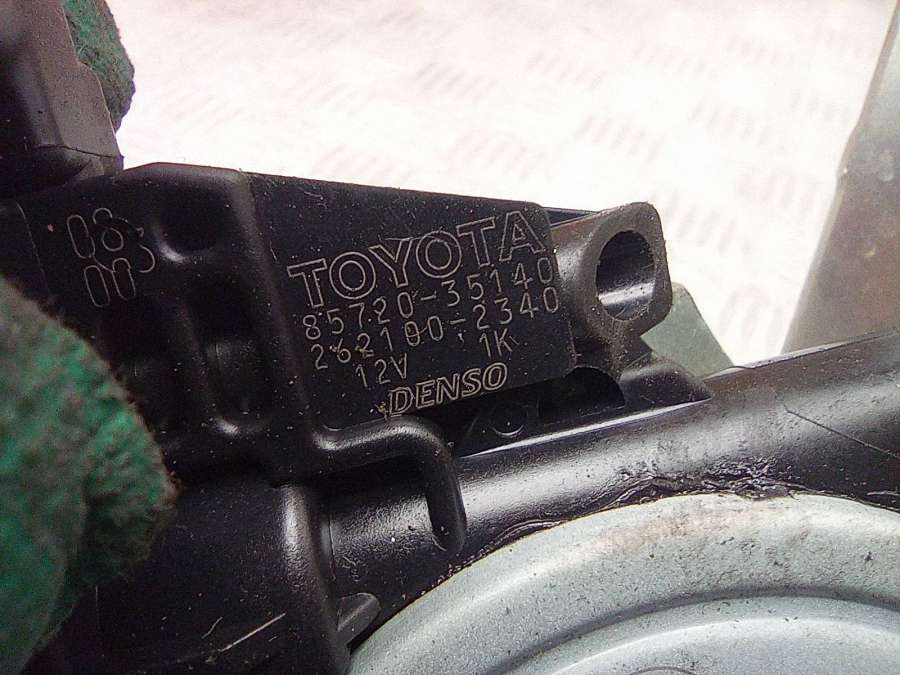 TOYOTA
85720-35140
262100-2340
12V 1K
DENSO